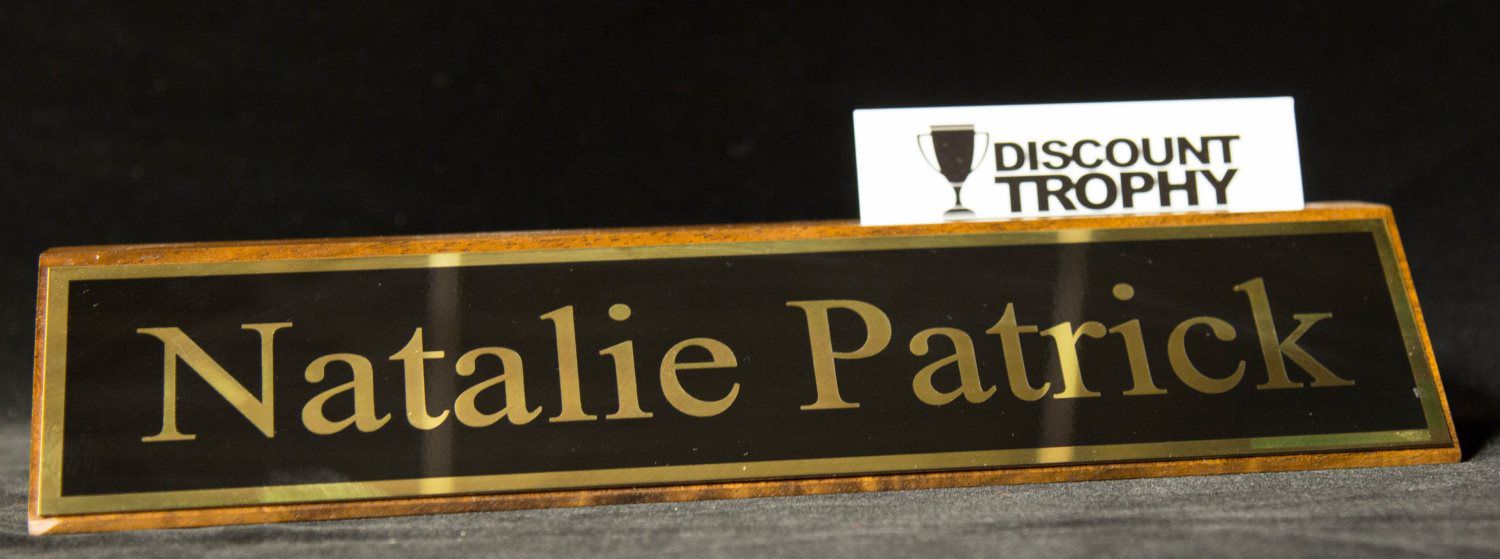 DISCOUNT
TROPHY
Natalie Patrick